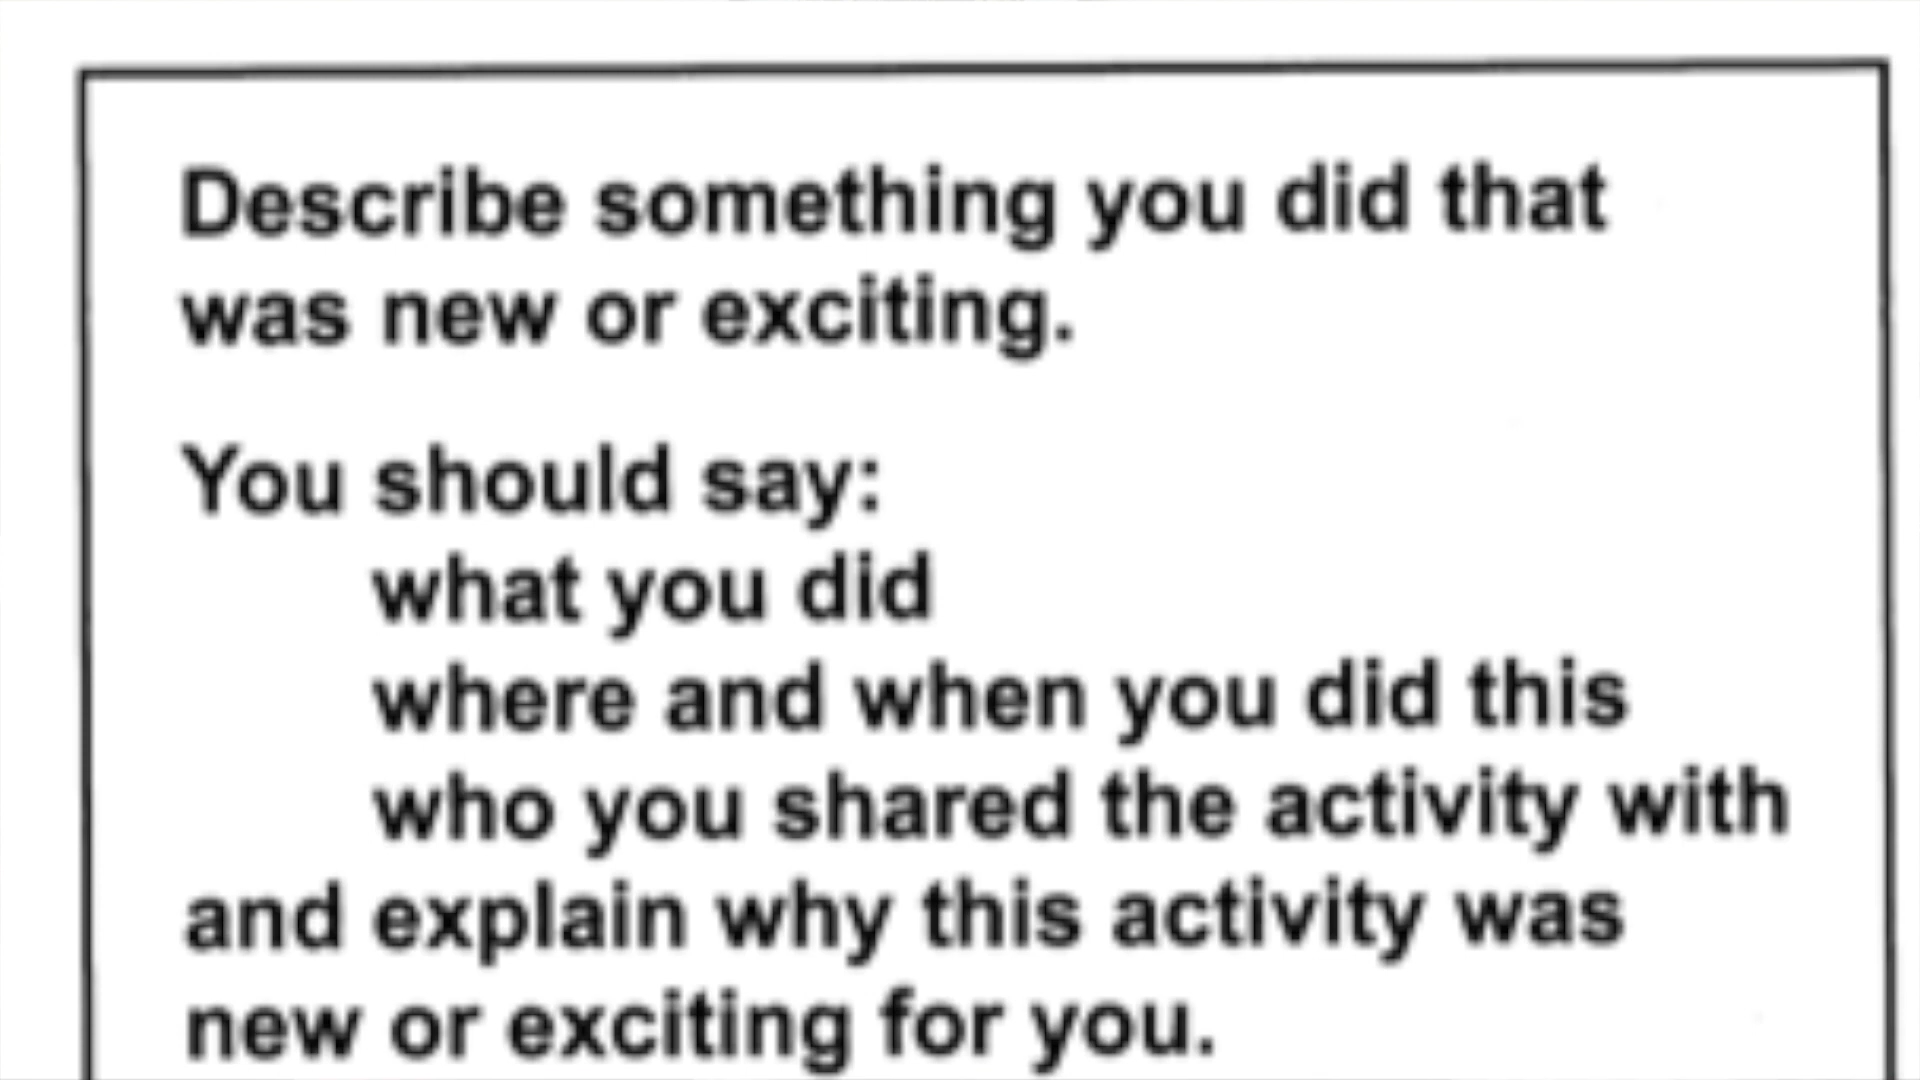 Describe something you did that
was new or exciting.
You should say:
what you did
where and when you did this
who you shared the activity with
and explain why this activity was
new or exciting for you.